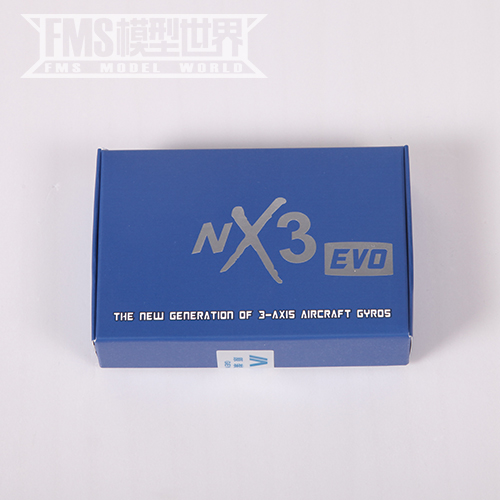 FMS模型世界
FMS MODEL WORLD
NX3
EVO
THE NEW GENERATION OF 3-AXIS AIRCRAFT GYROS